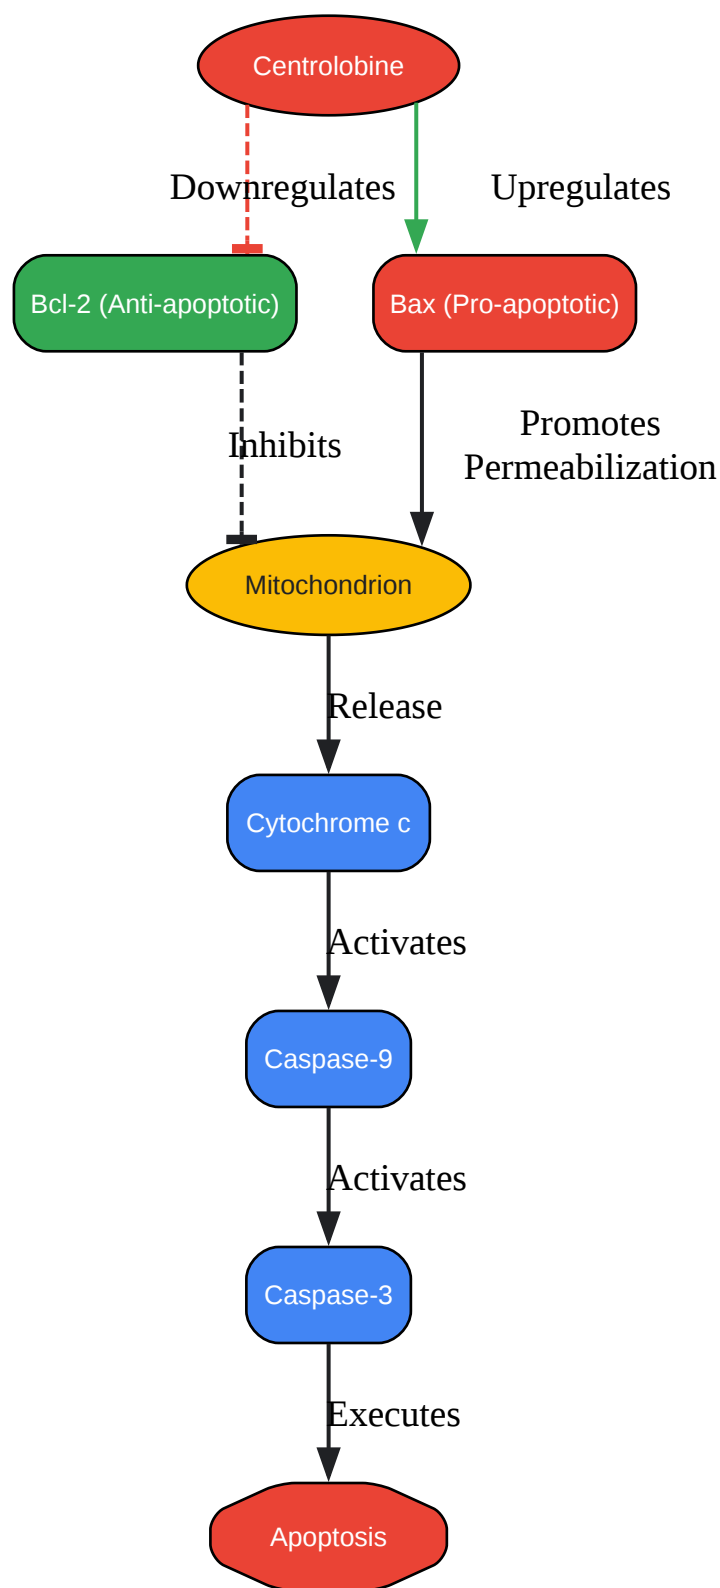 Centrolobine
Downregulates
Upregulates
Bcl-2 (Anti-apoptotic)
Bax (Pro-apoptotic)
Inhibits
Promotes
Permeabilization
Mitochondrion
Release
Cytochrome c
Activates
Caspase-9
Activates
Caspase-3
Executes
Apoptosis